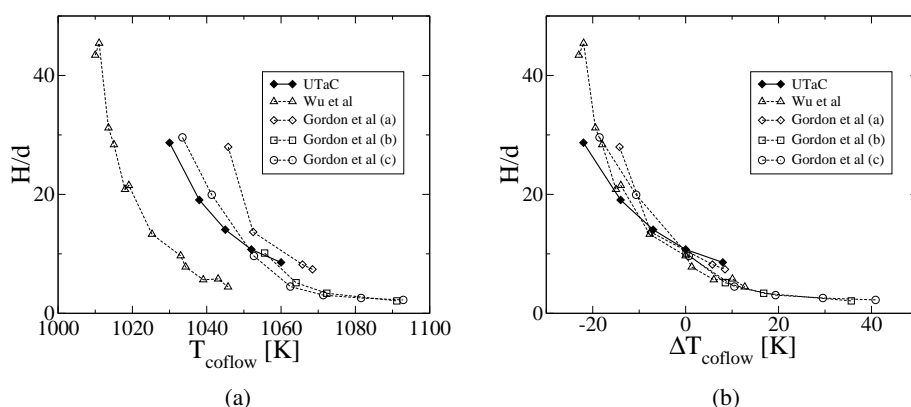 40
20
0
H/d
1000 1020 1040 1060 1080 1100
T_coflow [K]
UTaC
Wu et al
Gordon et al (a)
Gordon et al (b)
Gordon et al (c)
(a)
40
20
0
H/d
-20 0 20 40
ΔT_coflow [K]
UTaC
Wu et al
Gordon et al (a)
Gordon et al (b)
Gordon et al (c)
(b)